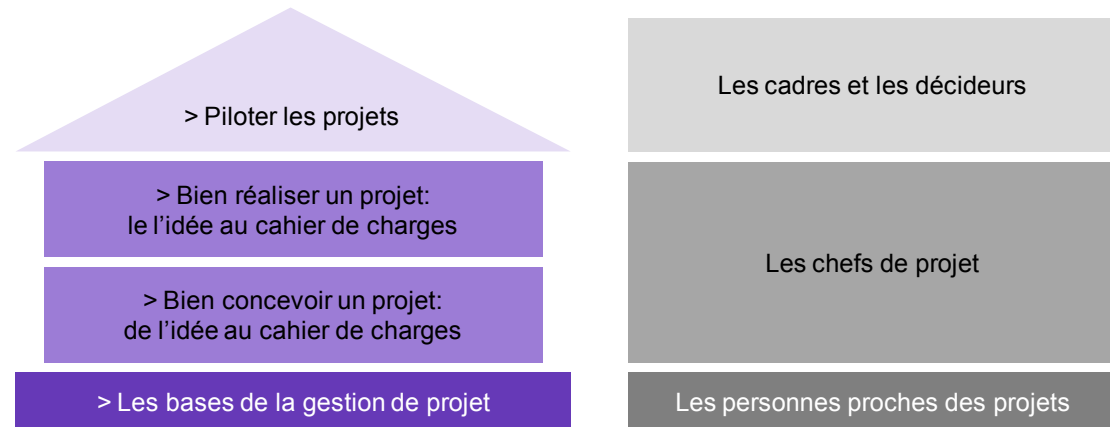 > Piloter les projets
> Bien réaliser un projet:
le l’idée au cahier de charges
> Bien concevoir un projet:
de l’idée au cahier de charges
> Les bases de la gestion de projet
Les cadres et les décideurs
Les chefs de projet
Les personnes proches des projets